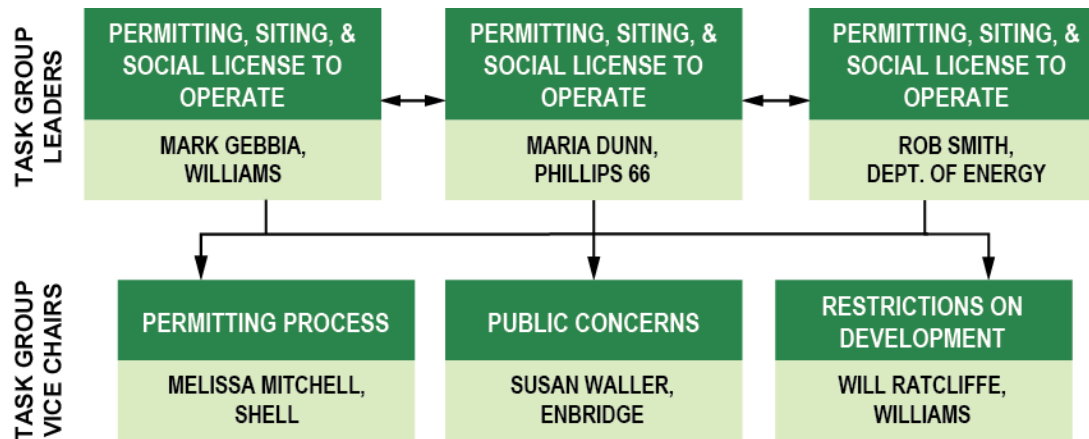 TASK GROUP
LEADERS
PERMITTING, SITING, &
SOCIAL LICENSE TO
OPERATE
MARK GEBBIA,
WILLIAMS
PERMITTING, SITING, &
SOCIAL LICENSE TO
OPERATE
MARIA DUNN,
PHILLIPS 66
PERMITTING, SITING, &
SOCIAL LICENSE TO
OPERATE
ROB SMITH,
DEPT. OF ENERGY
TASK GROUP
VICE CHAIRS
PERMITTING PROCESS
MELISSA MITCHELL,
SHELL
PUBLIC CONCERNS
SUSAN WALLER,
ENBRIDGE
RESTRICTIONS ON
DEVELOPMENT
WILL RATCLIFFE,
WILLIAMS